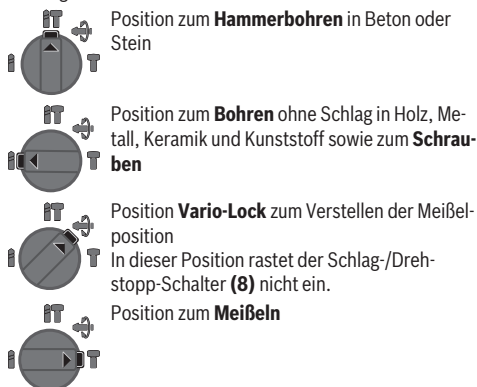 Position zum Hammerbohren in Beton oder
Stein
Position zum Bohren ohne Schlag in Holz, Me-
tall, Keramik und Kunststoff sowie zum Schrau-
ben
Position Vario-Lock zum Verstellen der Meißel-
position
In dieser Position rastet der Schlag-/Dreh-
stopp-Schalter (8) nicht ein.
Position zum Meißeln